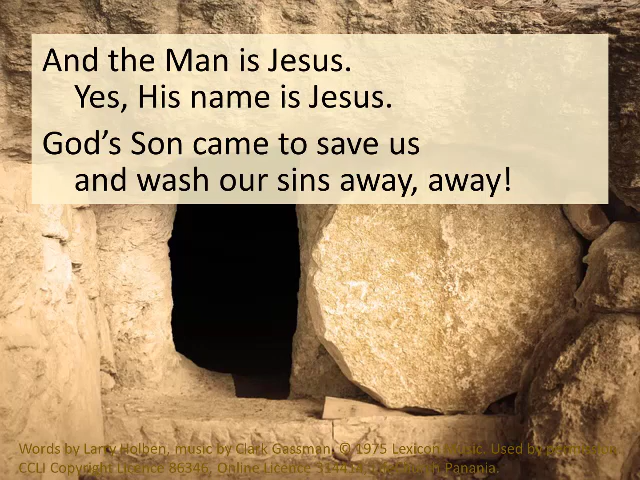 And the Man is Jesus.
Yes, His name is Jesus.
God's Son came to save us
and wash our sins away, away!
Words by Larry Holben, music by Clark Gassman. © 1975 Lexicon Music. Used by permission
CCLI Copyright Licence 86346, Online Licence Panania.